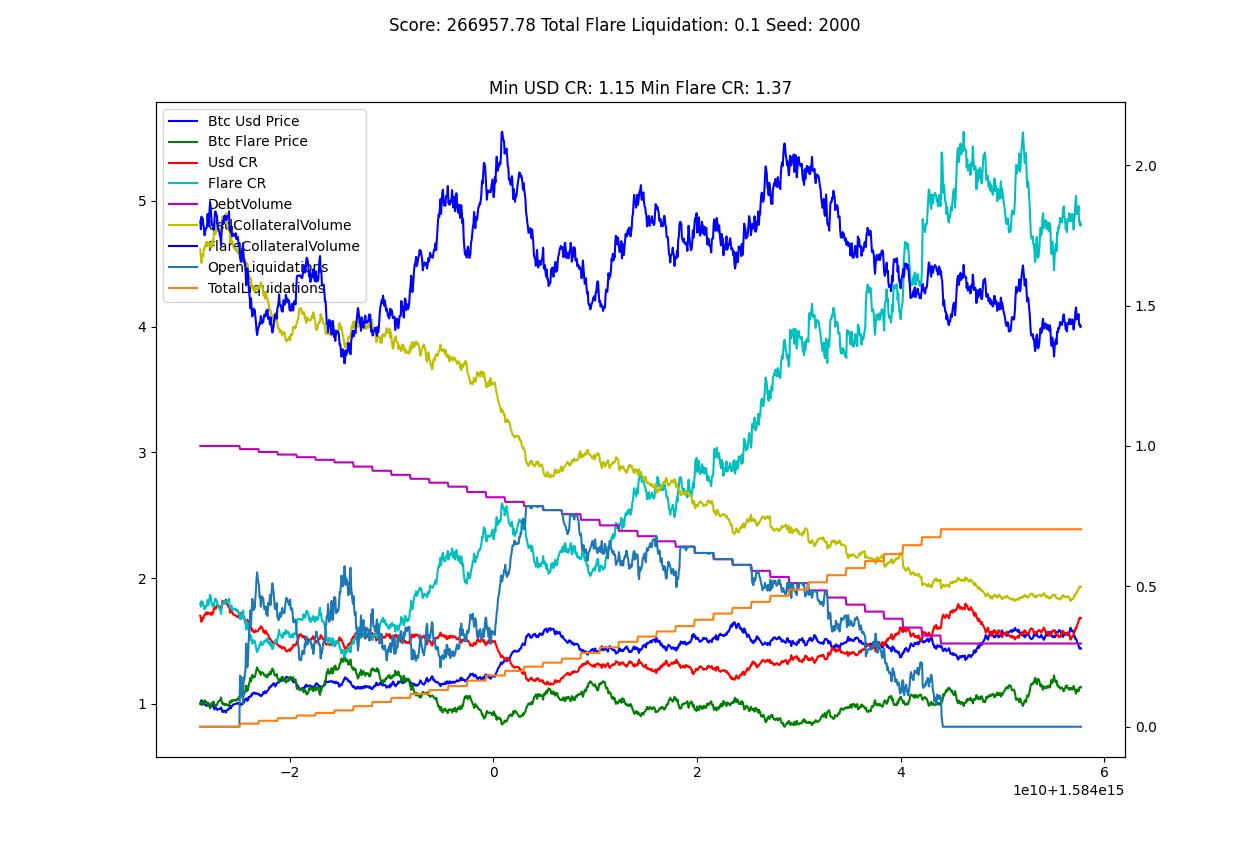 Score: 266957.78 Total Flare Liquidation: 0.1 Seed: 2000
Min USD CR: 1.15 Min Flare CR: 1.37
Btc Usd Price
Btc Flare Price
Usd CR
Flare CR
DebtVolume
UsdCollateralVolume
FlareCollateralVolume
OpenLiquidations
TotalLiquidations
5
4
3
2
1
2.0
1.5
1.0
0.5
0.0
−2
0
2
4
6
1e10+1.584e15